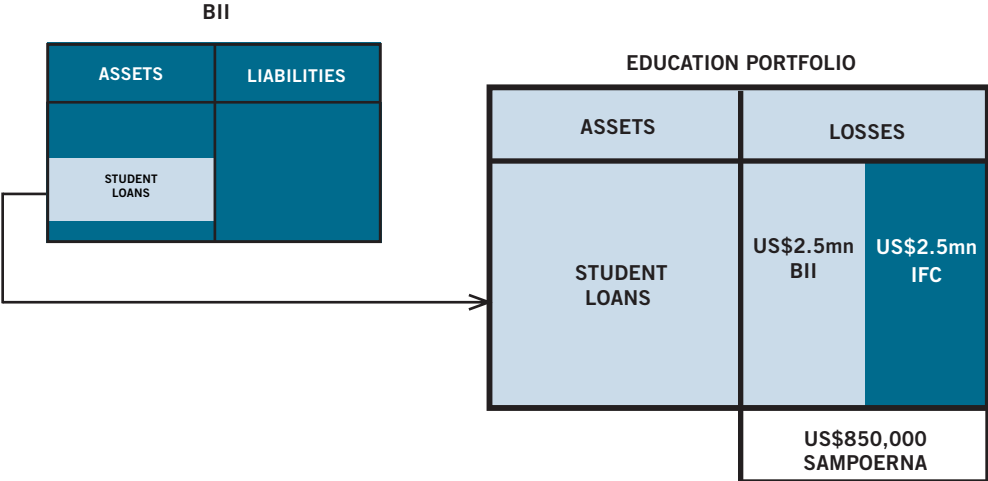 BII
ASSETS
LIABILITIES
STUDENT
LOANS
EDUCATION PORTFOLIO
ASSETS
LOSSES
STUDENT
LOANS
US$2.5mn
BII
US$2.5mn
IFC
US$850,000
SAMPOERNA